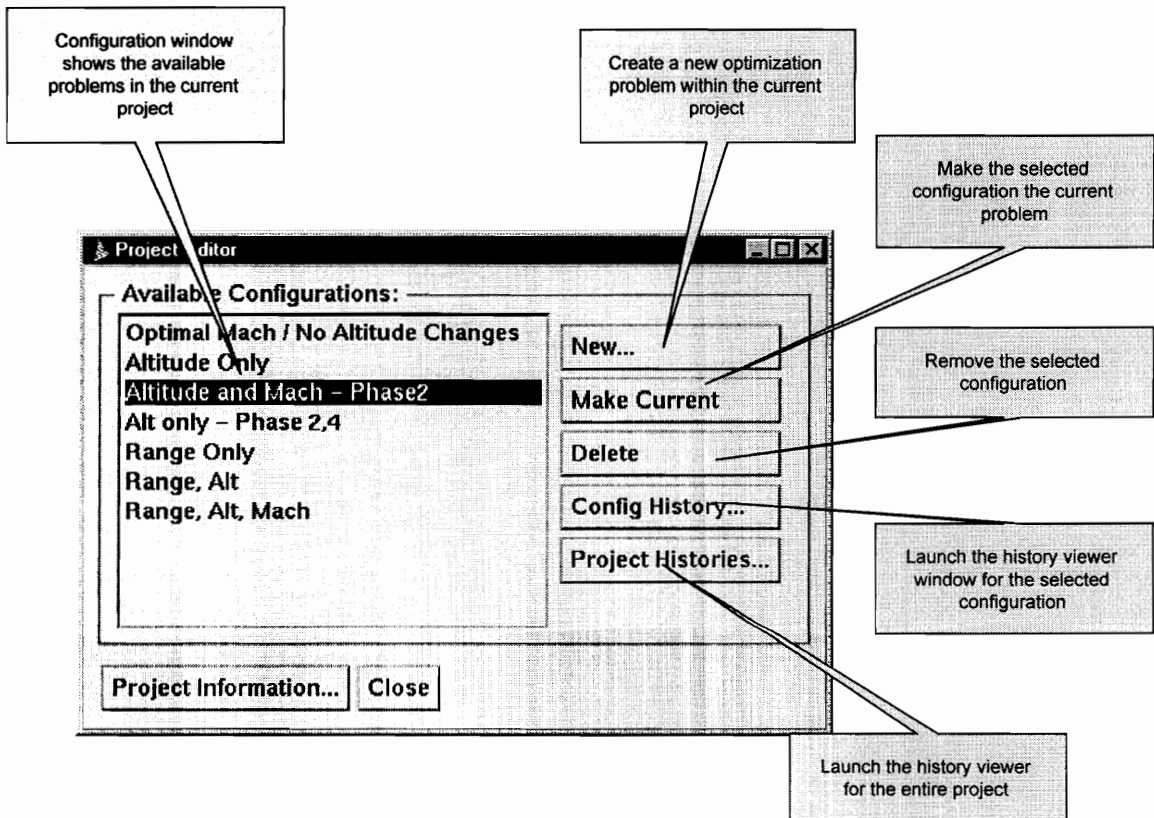 Configuration window
shows the available
problems in the current
project
Create a new optimization
problem within the current
project
Make the selected
configuration the current
problem
Project Editor
Available Configurations:
Optimal Mach / No Altitude Changes
Altitude Only
Altitude and Mach - Phase2
Alt only - Phase 2,4
Range Only
Range, Alt
Range, Alt, Mach
New...
Make Current
Delete
Config History...
Project Histories...
Remove the selected
configuration
Launch the history viewer
window for the selected
configuration
Project Information...
Close
Launch the history viewer
for the entire project